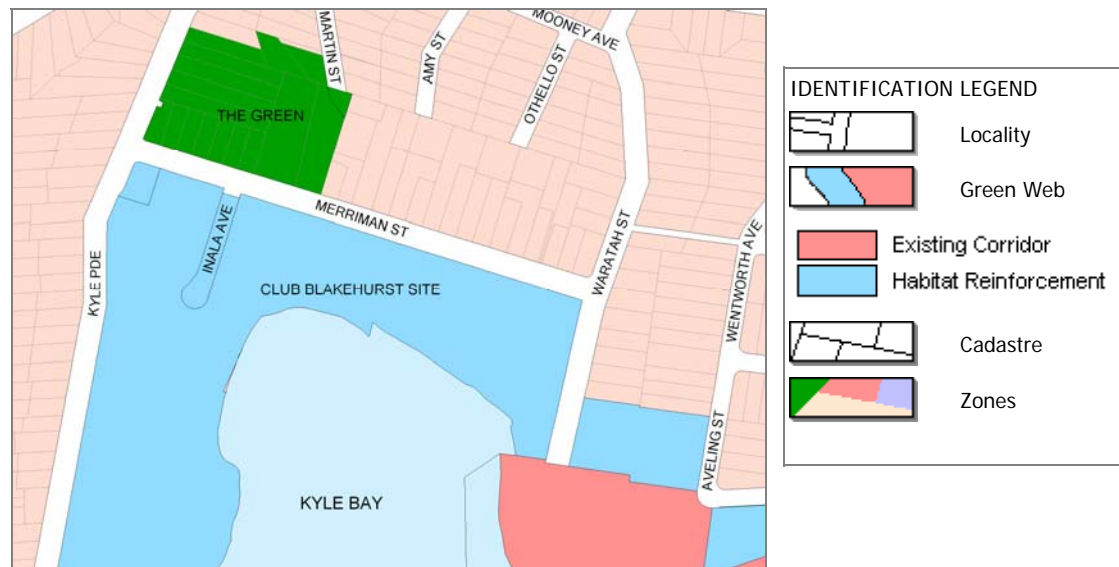 MOONEY AVE
MARTIN ST
AMY ST
OTHELLO ST
THE GREEN
MERRIMAN ST
INALA AVE
KYLE PDE
CLUB BLAKEHURST SITE
WARATAH ST
WENTWORTH AVE
AVELING ST
KYLE BAY
IDENTIFICATION LEGEND
Locality
Green Web
Existing Corridor
Habitat Reinforcement
Cadastre
Zones